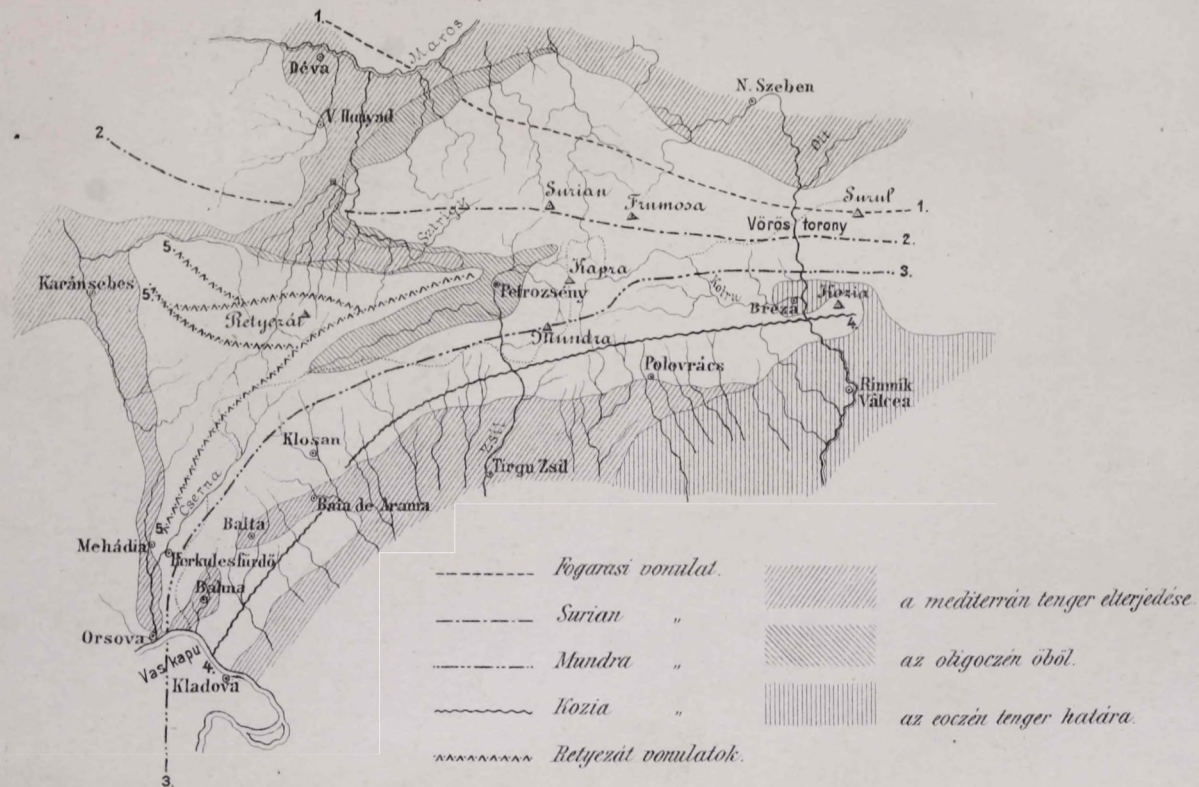 1.
Maros
Déva
N. Szeben
V. Hunyad
Olt
2.
Surian
Frumosa
Surul
1.
Sztrigy
Vörös torony
2.
5.
3.
Kapra
Karánsebes
Petrozsény
5.
Kozia
Bréza
Retyezát
Mundra
4.
Polovrács
Rimnik
Válcea
Klosan
Zsil
Tirgu Zsil
Cserna
Baia de Arama
Balta
5.
Mehádia
Herkulesfürdő
Bahna
Orsova
Vaskapu
4.
Kladova
3.
Fogarasi vonulat.
Surian „
Mundra „
Kozia „
Retyezát vonulatok.
a mediterrán tenger elterjedése.
az oligoczén öböl.
az eoczén tenger határa.